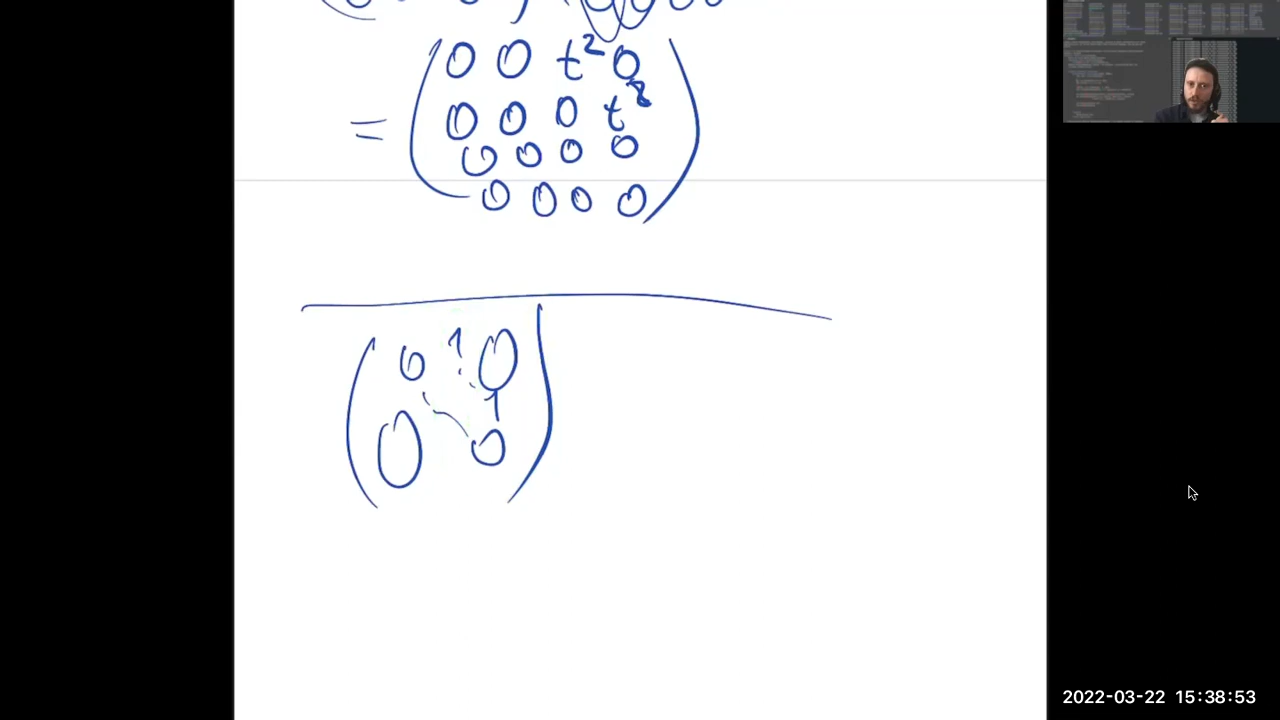 0 0 t² 0
= 0 0 0 t²
0 0 0 0
0 0 0 0
0 1 0
1
0 0
2022-03-22 15:38:53